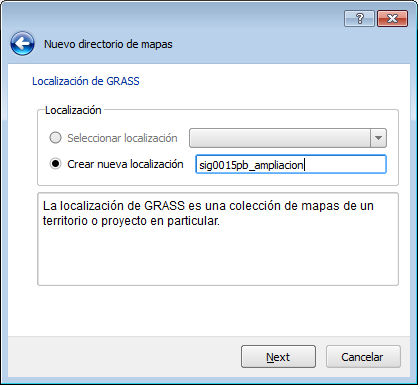 Nuevo directorio de mapas
Localización de GRASS
Localización
Seleccionar localización
Crear nueva localización
sig0015pb_ampliacion
La localización de GRASS es una colección de mapas de un
territorio o proyecto en particular.
Next
Cancelar